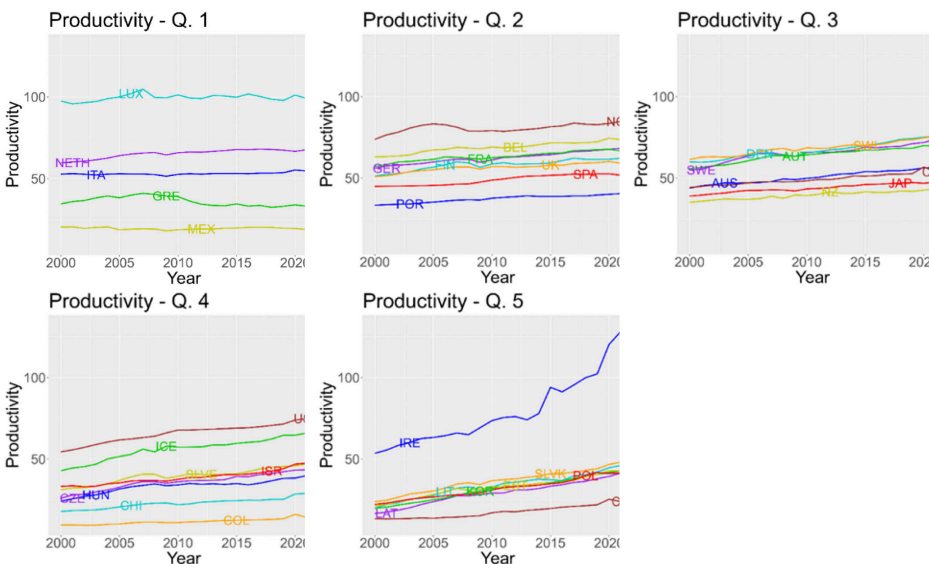 Productivity - Q. 1
Productivity
100
50
LUX
NETH
ITA
GRE
MEX
2000 2005 2010 2015 2020
Year
Productivity - Q. 2
Productivity
100
50
NO
BEL
GER
FRA
UK
SPA
POR
2000 2005 2010 2015 2020
Year
Productivity - Q. 3
Productivity
100
50
SWE
AUT
SWI
AUS
JAP
NZ
2000 2005 2010 2015 2020
Year
Productivity - Q. 4
Productivity
100
50
ICE
SLVE
ISR
CZE
HUN
CHI
COL
2000 2005 2010 2015 2020
Year
Productivity - Q. 5
Productivity
100
50
IRE
SLVK
POL
LIT
KOR
LAT
2000 2005 2010 2015 2020
Year